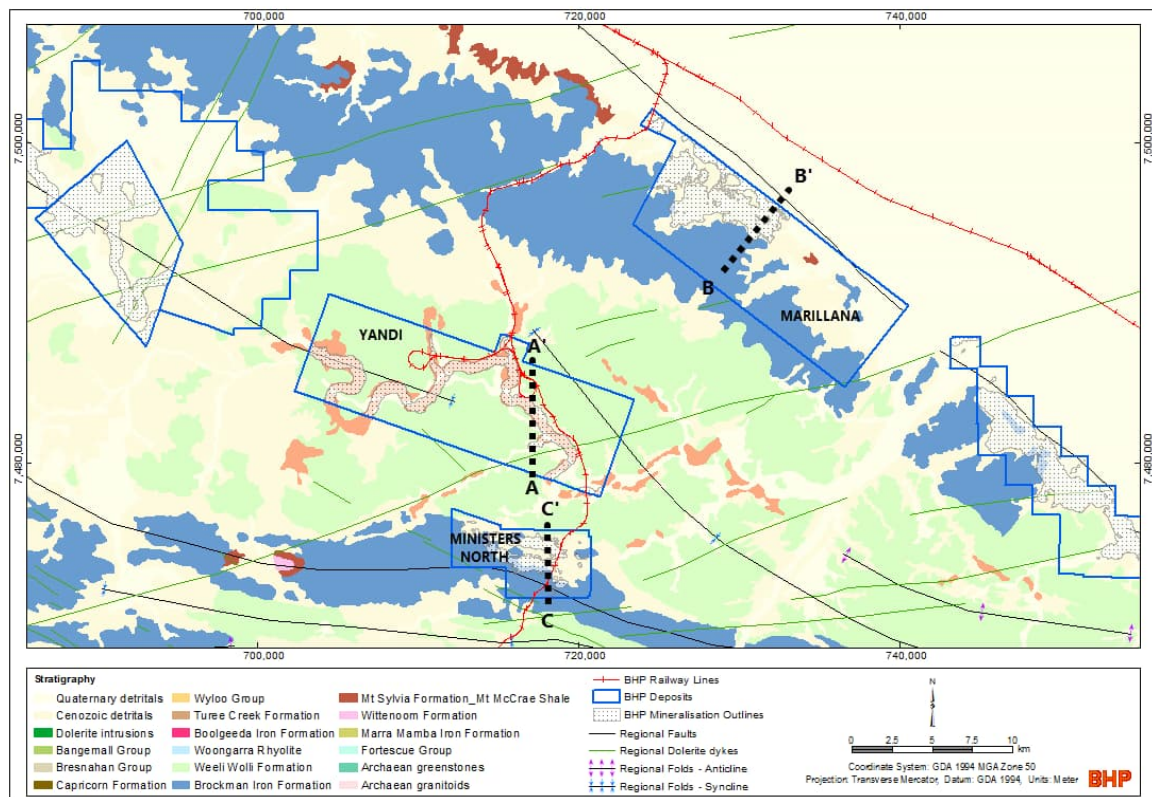 700,000 720,000 740,000
7,500,000 7,500,000
B'
B
MARILLANA
YANDI
A'
7,480,000 7,480,000
A
C'
MINISTERS
NORTH
C
700,000 720,000 740,000
Stratigraphy
Quaternary detritals
Cenozoic detritals
Dolerite intrusions
Bangemall Group
Bresnahan Group
Capricorn Formation
Wyloo Group
Turee Creek Formation
Boolgeeda Iron Formation
Woongarra Rhyolite
Weeli Wolli Formation
Brockman Iron Formation
Mt Sylvia Formation_Mt McCrae Shale
Wittenoom Formation
Marra Mamba Iron Formation
Fortescue Group
Archaean greenstones
Archaean granitoids
BHP Railway Lines
BHP Deposits
BHP Mineralisation Outlines
Regional Faults
Regional Dolerite dykes
Regional Folds - Anticline
Regional Folds - Syncline
N
0 2.5 5 7.5 10
km
Coordinate System: GDA 1994 MGA Zone 50
Projection: Transverse Mercator, Datum: GDA 1994, Units: Meter
BHP